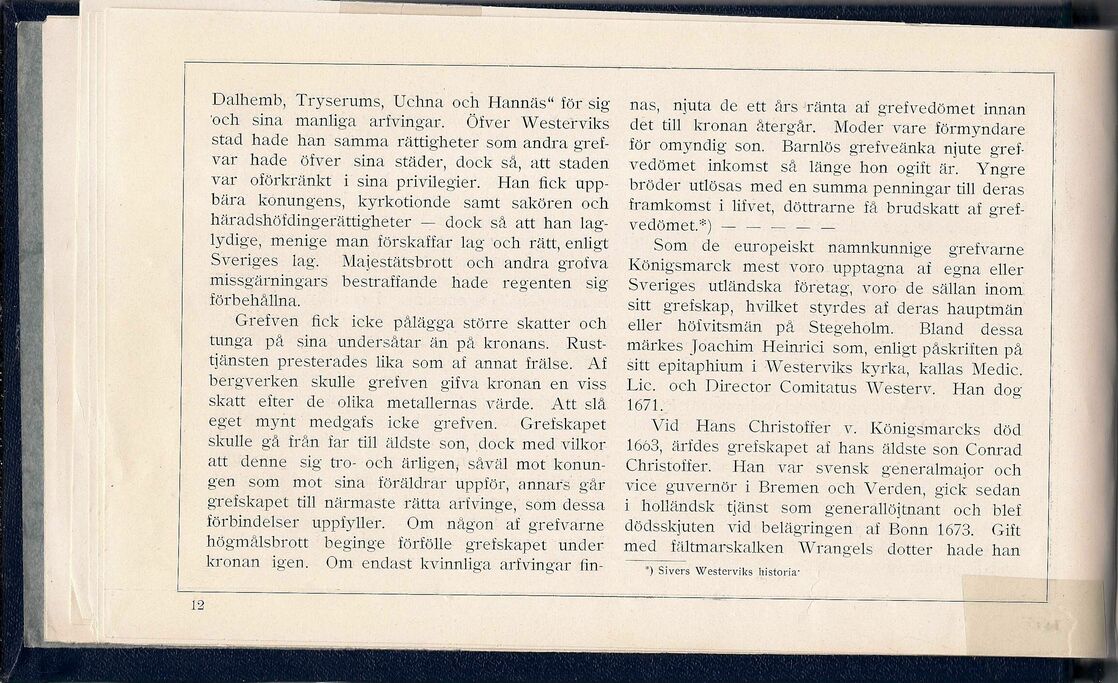 Dalhemb, Tryserums, Uchna och Hannäs“ för sig
och sina manliga arfvingar. Öfver Westerviks
stad hade han samma rättigheter som andra gref-
var hade öfver sina städer, dock så, att staden
var oförkränkt i sina privilegier. Han fick upp-
bära konungens, kyrkotionde samt sakören och
häradshöfdingerättigheter — dock så att han lag-
lydige, menige man förskaffar lag och rätt, enligt
Sveriges lag. Majestätsbrott och andra grofva
missgärningars bestraffande hade regenten sig
förbehållna.
Grefven fick icke pålägga större skatter och
tunga på sina undersåtar än på kronans. Rust-
tjänsten presterades lika som af annat frälse. Af
bergverken skulle grefven gifva kronan en viss
skatt efter de olika metallernas värde. Att slå
eget mynt medgafs icke grefven. Grefskapet
skulle gå från far till äldste son, dock med vilkor
att denne sig tro- och ärligen, såväl mot konun-
gen som mot sina föräldrar uppför, annars går
grefskapet till närmaste rätta arfvinge, som dessa
förbindelser uppfyller. Om någon af grefvarne
högmålsbrott beginge förfölle grefskapet under
kronan igen. Om endast kvinnliga arfvingar fin-
12
nas, njuta de ett års ränta af grefvedömet innan
det till kronan återgår. Moder vare förmyndare
för omyndig son. Barnlös grefveänka njute gref-
vedömet inkomst så länge hon ogift är. Yngre
bröder utlösas med en summa penningar till deras
framkomst i lifvet, döttrarne få brudskatt af gref-
vedömet.*) — — — — —
Som de europeiskt namnkunnige grefvarne
Königsmarck mest voro upptagna af egna eller
Sveriges utländska företag, voro de sällan inom
sitt grefskap, hvilket styrdes af deras hauptmän
eller höfvitsmän på Stegeholm. Bland dessa
märkes Joachim Heinrici som, enligt påskriften på
sitt epitaphium i Westerviks kyrka, kallas Medic.
Lic. och Director Comitatus Westerv. Han dog
1671.
Vid Hans Christoffer v. Königsmarcks död
1663, ärfdes grefskapet af hans äldste son Conrad
Christoffer. Han var svensk generalmajor och
vice guvernör i Bremen och Verden, gick sedan
i holländsk tjänst som generallöjtnant och blef
dödsskjuten vid belägringen af Bonn 1673. Gift
med fältmarskalken Wrangels dotter hade han
*) Sivers Westerviks historia